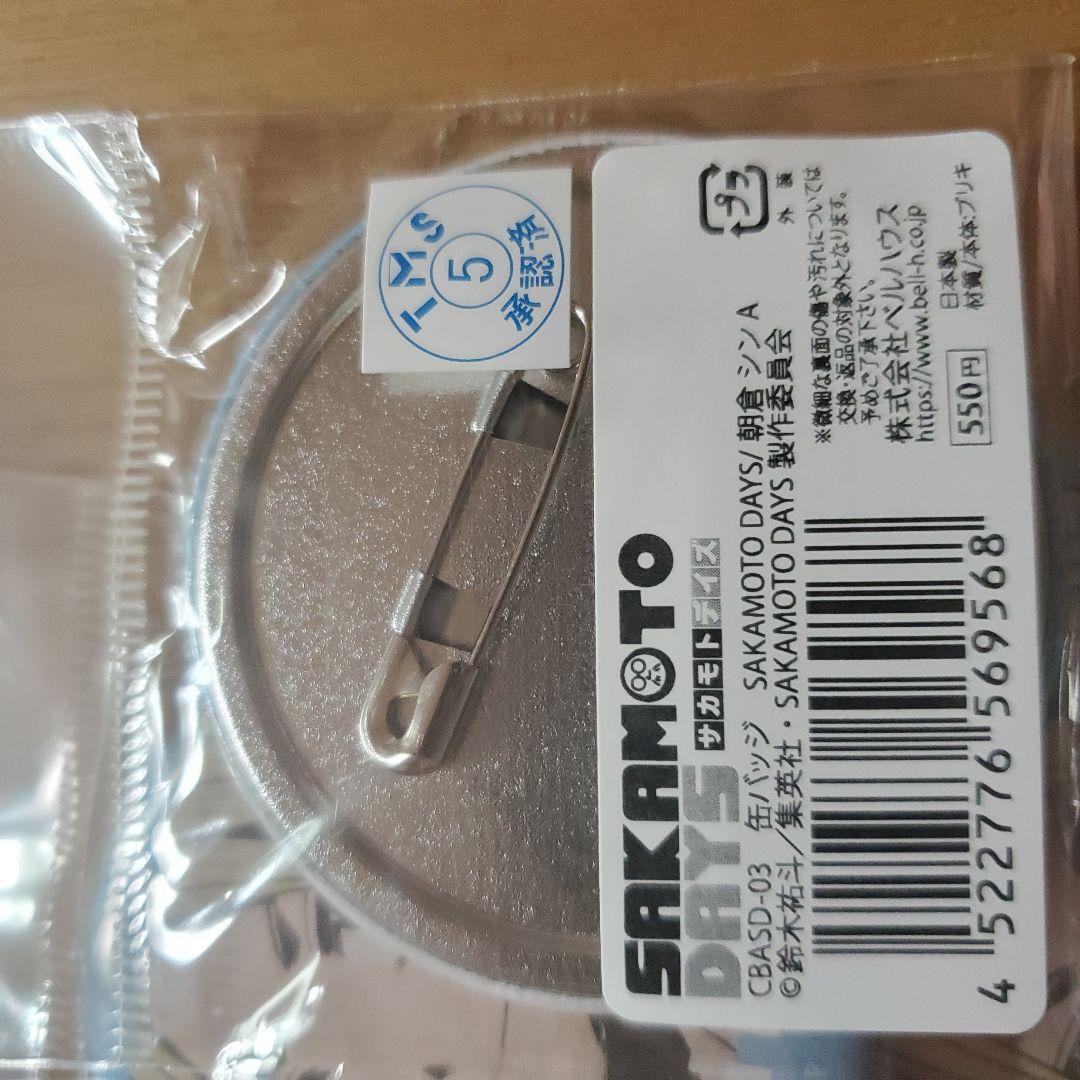 TMS
5
承認済
SAKAMOTO
DAYS サカモトデイズ
CBASD-03 缶バッジ SAKAMOTO DAYS/ 朝倉 シン A
©鈴木祐斗/集英社・SAKAMOTO DAYS 製作委員会
4 522776 569568
プラ
外 装
※微細な裏面の傷や汚れについては
交換・返品の対象外となります。
予めご了承下さい。
株式会社ベルハウス
https://www.bell-h.co.jp
550円
日本製
材質/本体:ブリキ